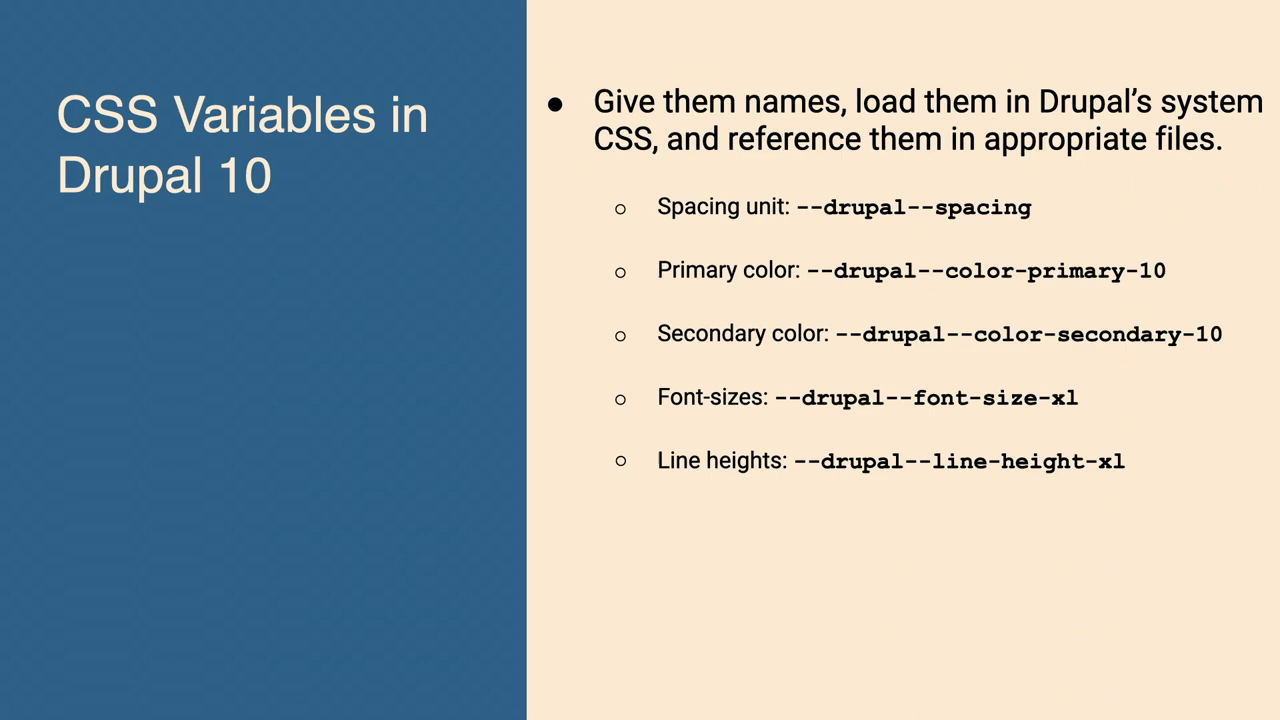 CSS Variables in
Drupal 10
● Give them names, load them in Drupal’s system
CSS, and reference them in appropriate files.
○ Spacing unit: --drupal--spacing
○ Primary color: --drupal--color-primary-10
○ Secondary color: --drupal--color-secondary-10
○ Font-sizes: --drupal--font-size-xl
○ Line heights: --drupal--line-height-xl